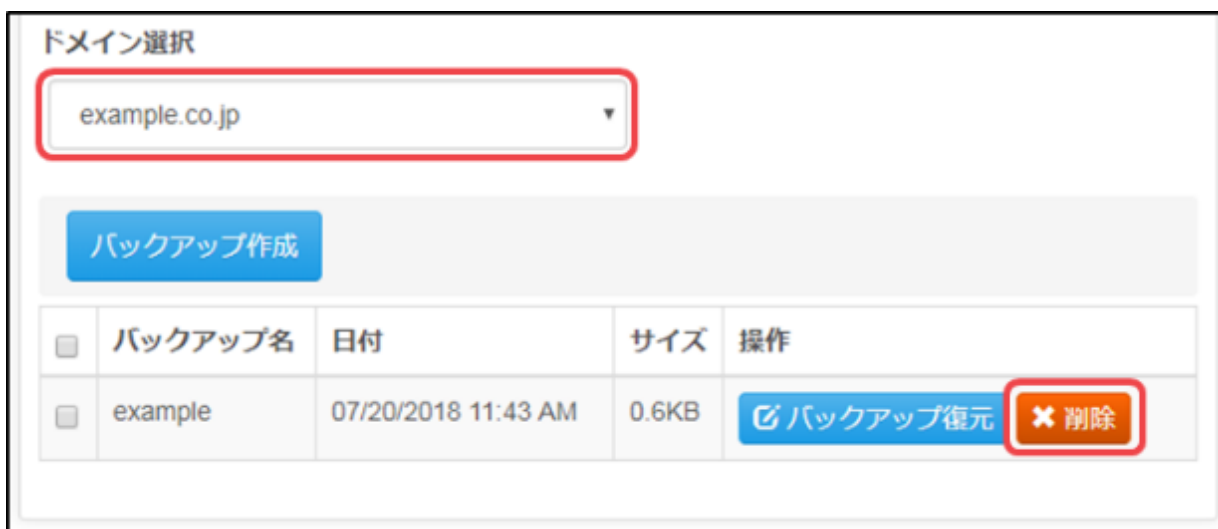 ドメイン選択
example.co.jp
バックアップ作成
バックアップ名 日付 サイズ 操作
example 07/20/2018 11:43 AM 0.6KB バックアップ復元 削除